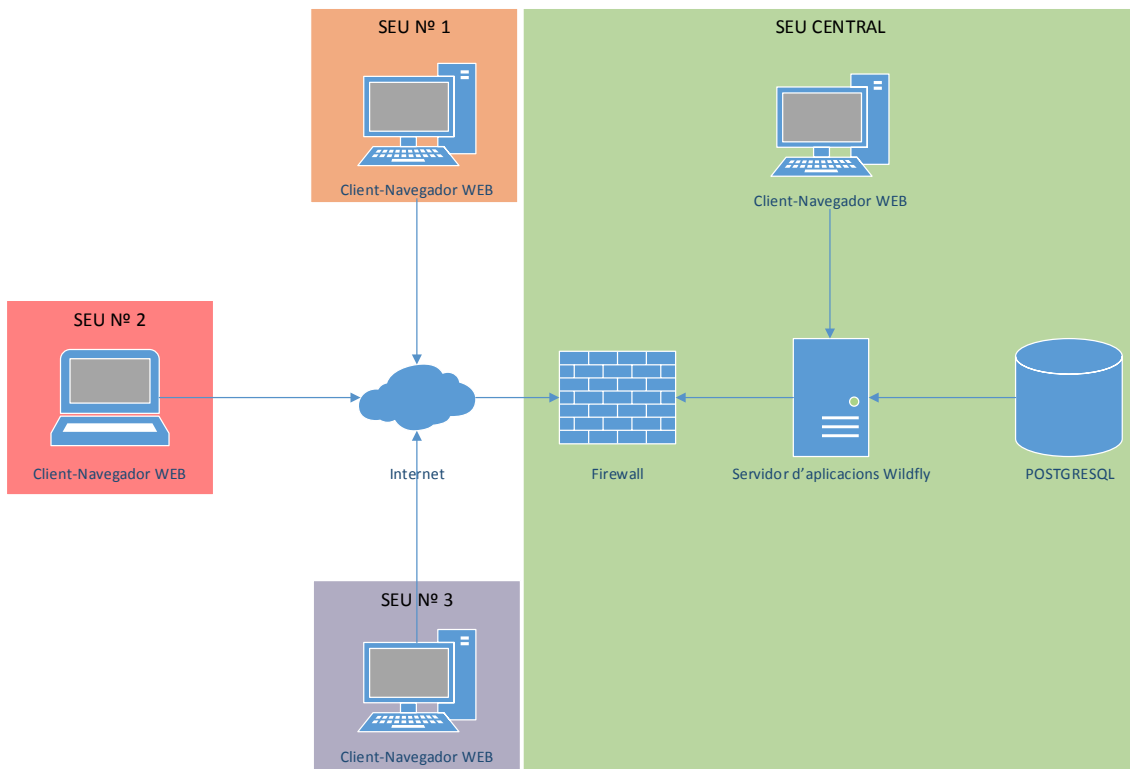 SEU Nº 1
Client-Navegador WEB
SEU CENTRAL
Client-Navegador WEB
SEU Nº 2
Client-Navegador WEB
Internet
Firewall
Servidor d’aplicacions Wildfly
POSTGRESQL
SEU Nº 3
Client-Navegador WEB